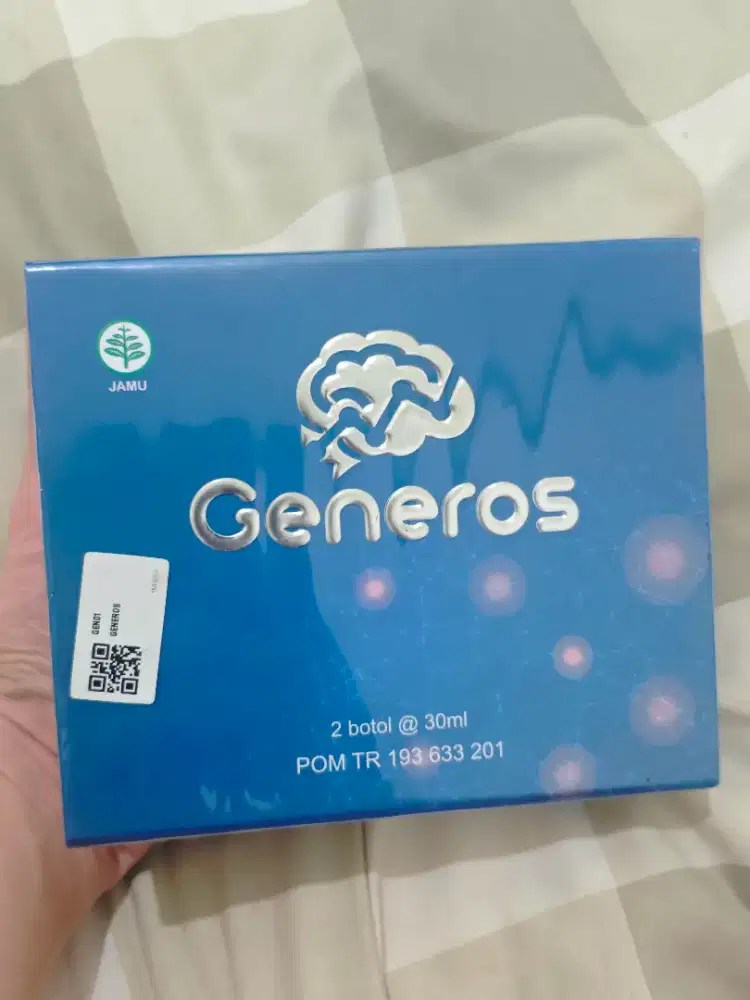 JAMU
Generos
GEN01
GENEROS
2 botol @ 30ml
POM TR 193 633 201